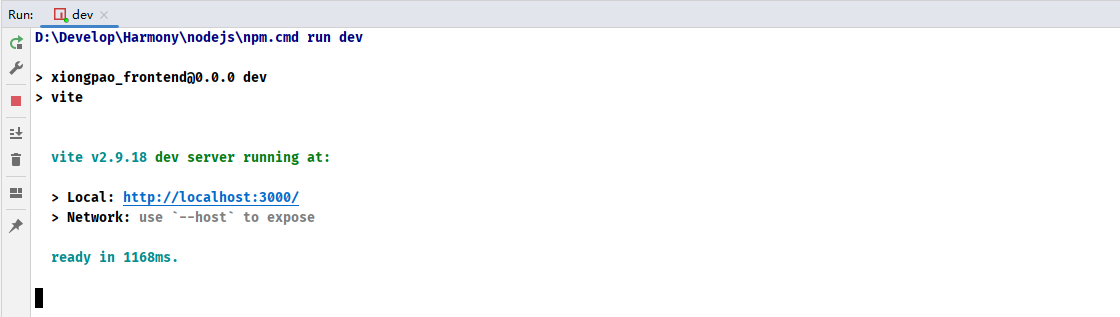 Run: dev
D:\Develop\Harmony\nodejs\npm.cmd run dev
> xiongpao_frontend@0.0.0 dev
> vite
vite v2.9.18 dev server running at:
> Local: http://localhost:3000/
> Network: use `--host` to expose
ready in 1168ms.